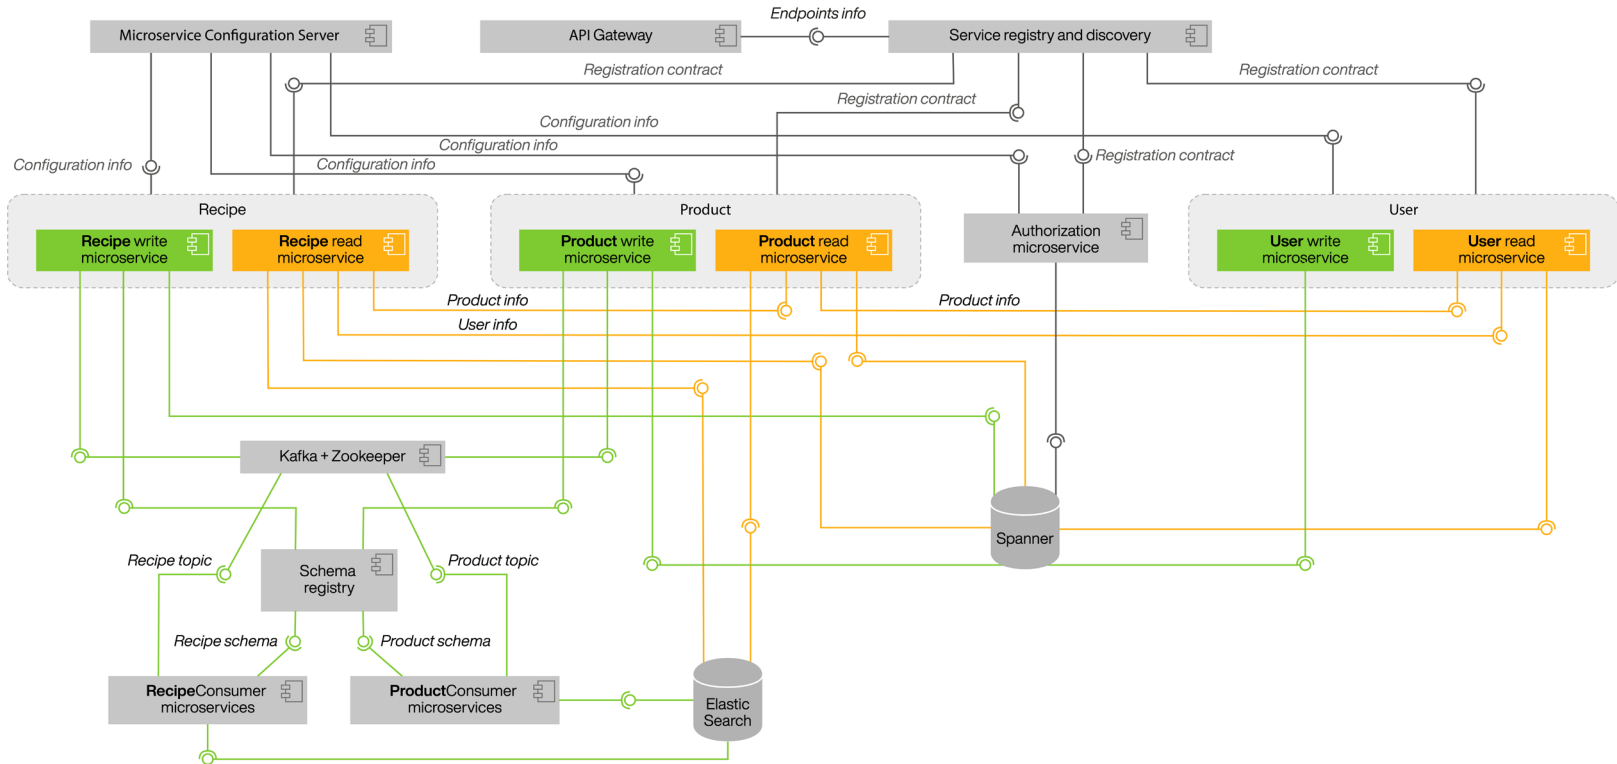 Endpoints info
Microservice Configuration Server
API Gateway
Service registry and discovery
Registration contract
Registration contract
Registration contract
Configuration info
Configuration info
Registration contract
Configuration info
Configuration info
Recipe
Product
User
Recipe write
microservice
Recipe read
microservice
Product write
microservice
Product read
microservice
Authorization
microservice
User write
microservice
User read
microservice
Product info
Product info
User info
Kafka + Zookeeper
Spanner
Recipe topic
Product topic
Schema
registry
Recipe schema
Product schema
RecipeConsumer
microservices
ProductConsumer
microservices
Elastic
Search